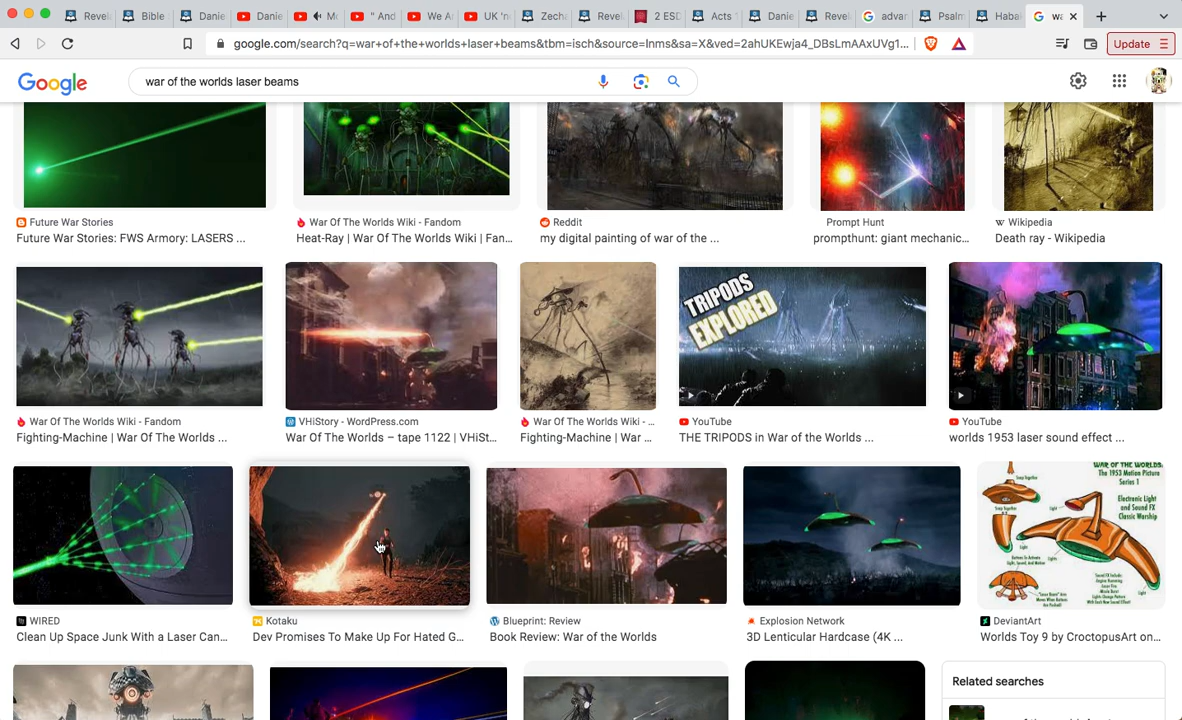 Revela
Bible
Danie
Danie
" And
We A
UK 'n
Zech
Revel
2 ESD
Acts
Danie
Revel
advar
Psalm
Haba
google.com/search?q=war+of+the+worlds+laser+beams&tbm=isch&source=lnms&sa=X&ved=2ahUKEwja4_DBsLmAAxUVg1...
Update
Google
war of the worlds laser beams
Future War Stories
Future War Stories: FWS Armory: LASERS ...
War Of The Worlds Wiki - Fandom
Heat-Ray | War Of The Worlds Wiki | Fan...
Reddit
my digital painting of war of the ...
Prompt Hunt
prompthunt: giant mechanic...
Wikipedia
Death ray - Wikipedia
TRIPODS
EXPLORED
War Of The Worlds Wiki - Fandom
Fighting-Machine | War Of The Worlds ...
VHiStory - WordPress.com
War Of The Worlds – tape 1122 | VHiSt...
War Of The Worlds Wiki - ...
Fighting-Machine | War ...
YouTube
THE TRIPODS in War of the Worlds ...
YouTube
worlds 1953 laser sound effect ...
WAR OF THE WORLDS
The 1953 Motion Picture
Series 1
Electronic Light
and Sound FX
Classic Warship
WIRED
Clean Up Space Junk With a Laser Can...
Kotaku
Dev Promises To Make Up For Hated G...
Blueprint: Review
Book Review: War of the Worlds
Explosion Network
3D Lenticular Hardcase (4K ...
DeviantArt
Worlds Toy 9 by CroctopusArt on...
Related searches